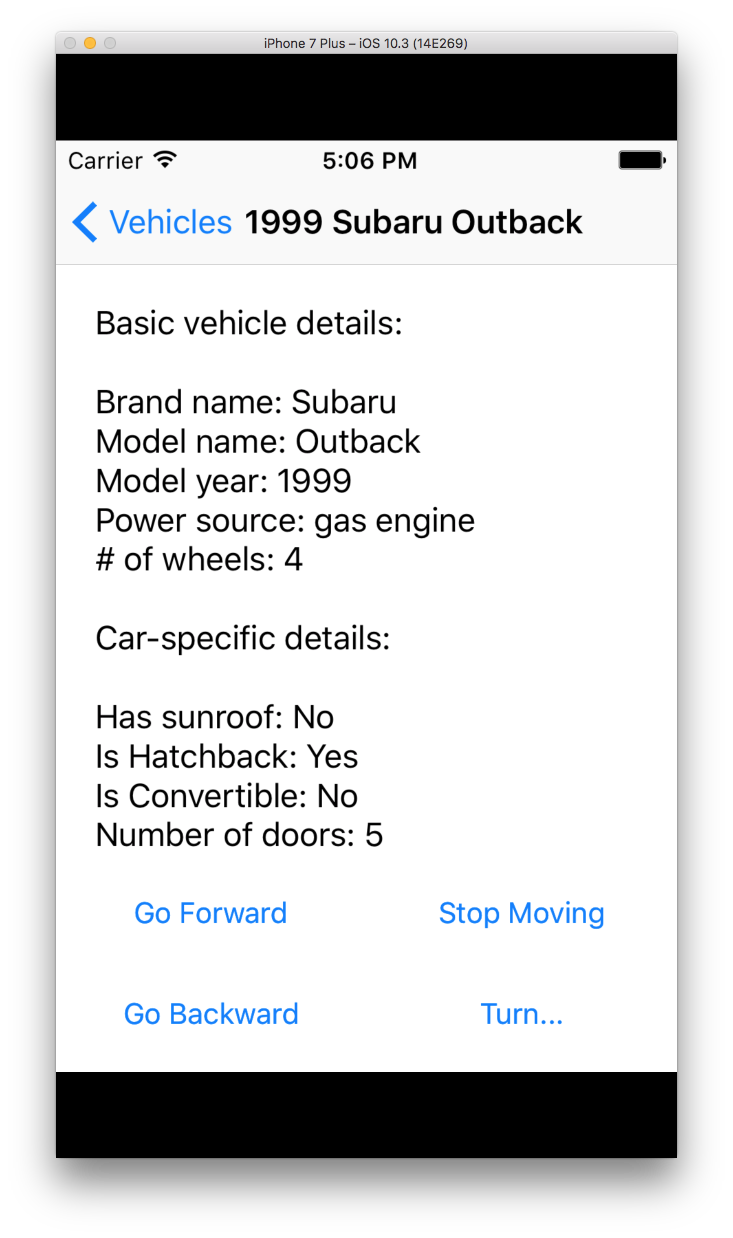 iPhone 7 Plus – iOS 10.3 (14E269)
Carrier 5:06 PM
Vehicles 1999 Subaru Outback
Basic vehicle details:
Brand name: Subaru
Model name: Outback
Model year: 1999
Power source: gas engine
# of wheels: 4
Car-specific details:
Has sunroof: No
Is Hatchback: Yes
Is Convertible: No
Number of doors: 5
Go Forward Stop Moving
Go Backward Turn...